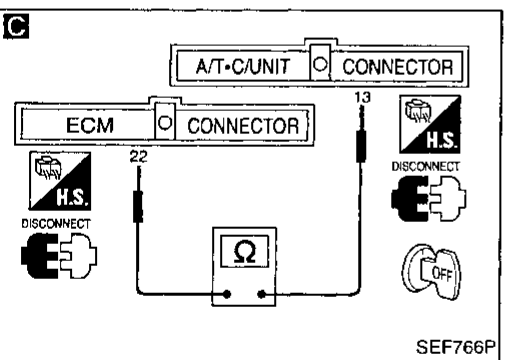 C
A/T•C/UNIT CONNECTOR
13
ECM CONNECTOR
22
H.S.
DISCONNECT
H.S.
DISCONNECT
Ω
OFF
SEF766P